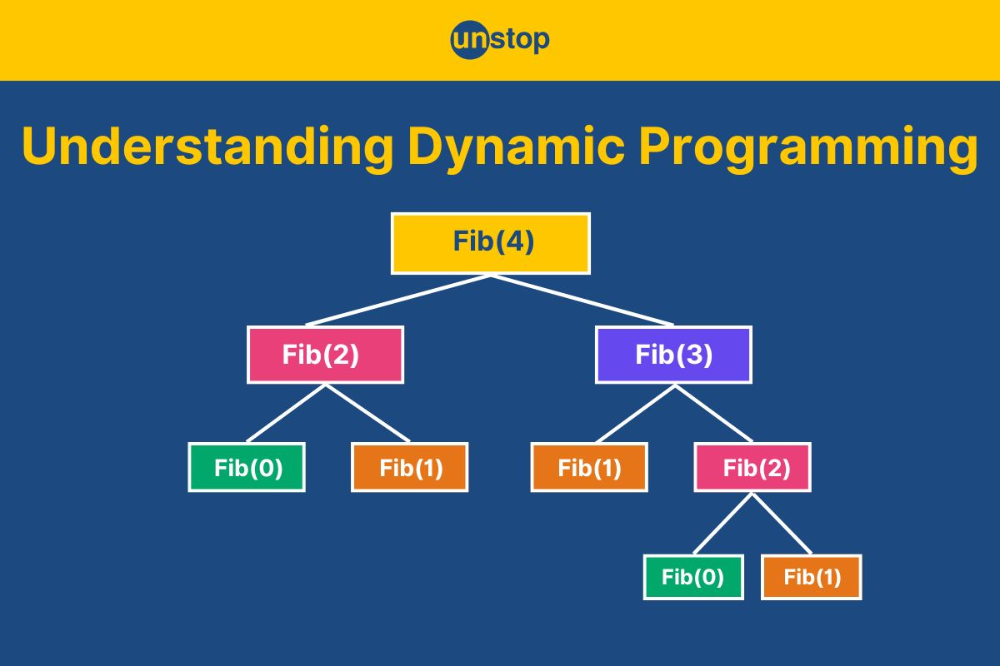 unstop
Understanding Dynamic Programming
Fib(4)
Fib(2)
Fib(3)
Fib(0)
Fib(1)
Fib(1)
Fib(2)
Fib(0)
Fib(1)